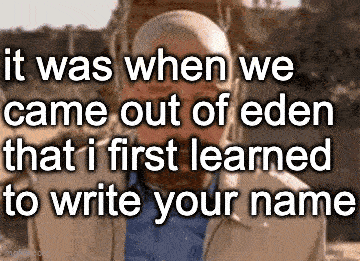 it was when we
came out of eden
that i first learned
to write your name